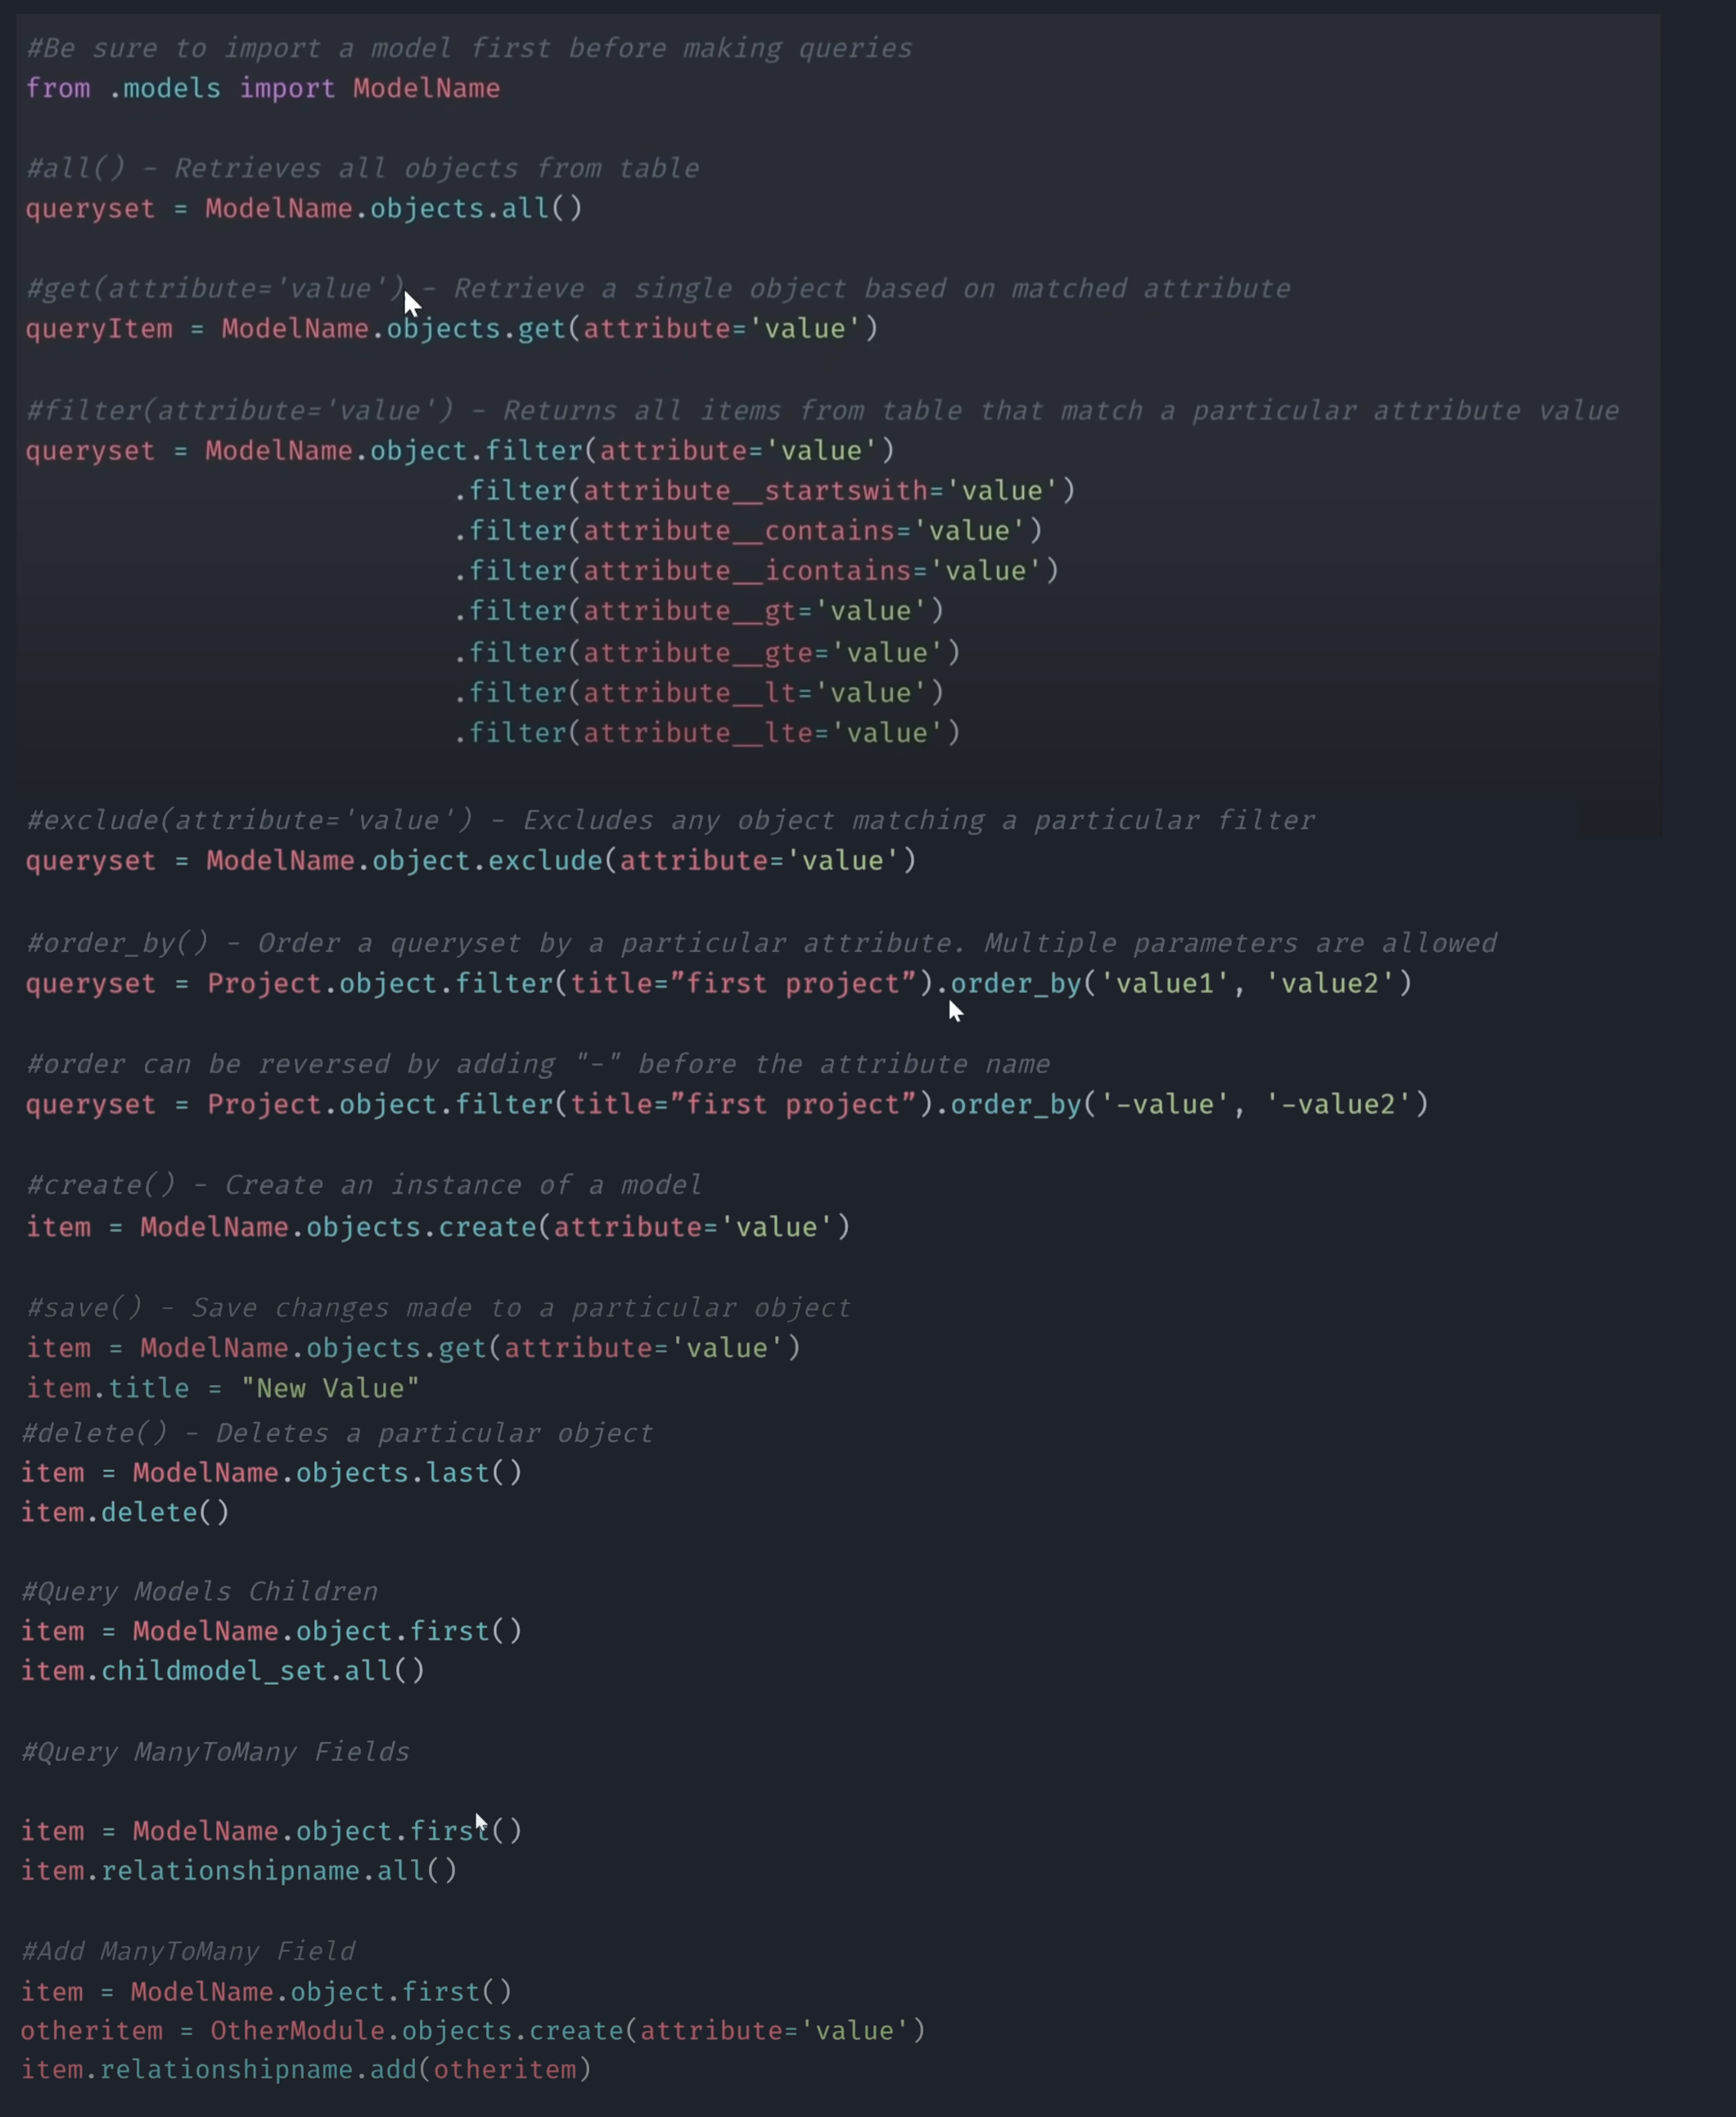 #Be sure to import a model first before making queries
from .models import ModelName
#all() - Retrieves all objects from table
queryset = ModelName.objects.all()
#get(attribute='value') - Retrieve a single object based on matched attribute
queryItem = ModelName.objects.get(attribute='value')
#filter(attribute='value') - Returns all items from table that match a particular attribute value
queryset = ModelName.object.filter(attribute='value')
.filter(attribute__startswith='value')
.filter(attribute__contains='value')
.filter(attribute__icontains='value')
.filter(attribute__gt='value')
.filter(attribute__gte='value')
.filter(attribute__lt='value')
.filter(attribute__lte='value')
#exclude(attribute='value') - Excludes any object matching a particular filter
queryset = ModelName.object.exclude(attribute='value')
#order_by() - Order a queryset by a particular attribute. Multiple parameters are allowed
queryset = Project.object.filter(title=”first project”).order_by('value1', 'value2')
#order can be reversed by adding "-" before the attribute name
queryset = Project.object.filter(title=”first project”).order_by('-value', '-value2')
#create() - Create an instance of a model
item = ModelName.objects.create(attribute='value')
#save() - Save changes made to a particular object
item = ModelName.objects.get(attribute='value')
item.title = "New Value"
#delete() - Deletes a particular object
item = ModelName.objects.last()
item.delete()
#Query Models Children
item = ModelName.object.first()
item.childmodel_set.all()
#Query ManyToMany Fields
item = ModelName.object.first()
item.relationshipname.all()
#Add ManyToMany Field
item = ModelName.object.first()
otheritem = OtherModule.objects.create(attribute='value')
item.relationshipname.add(otheritem)